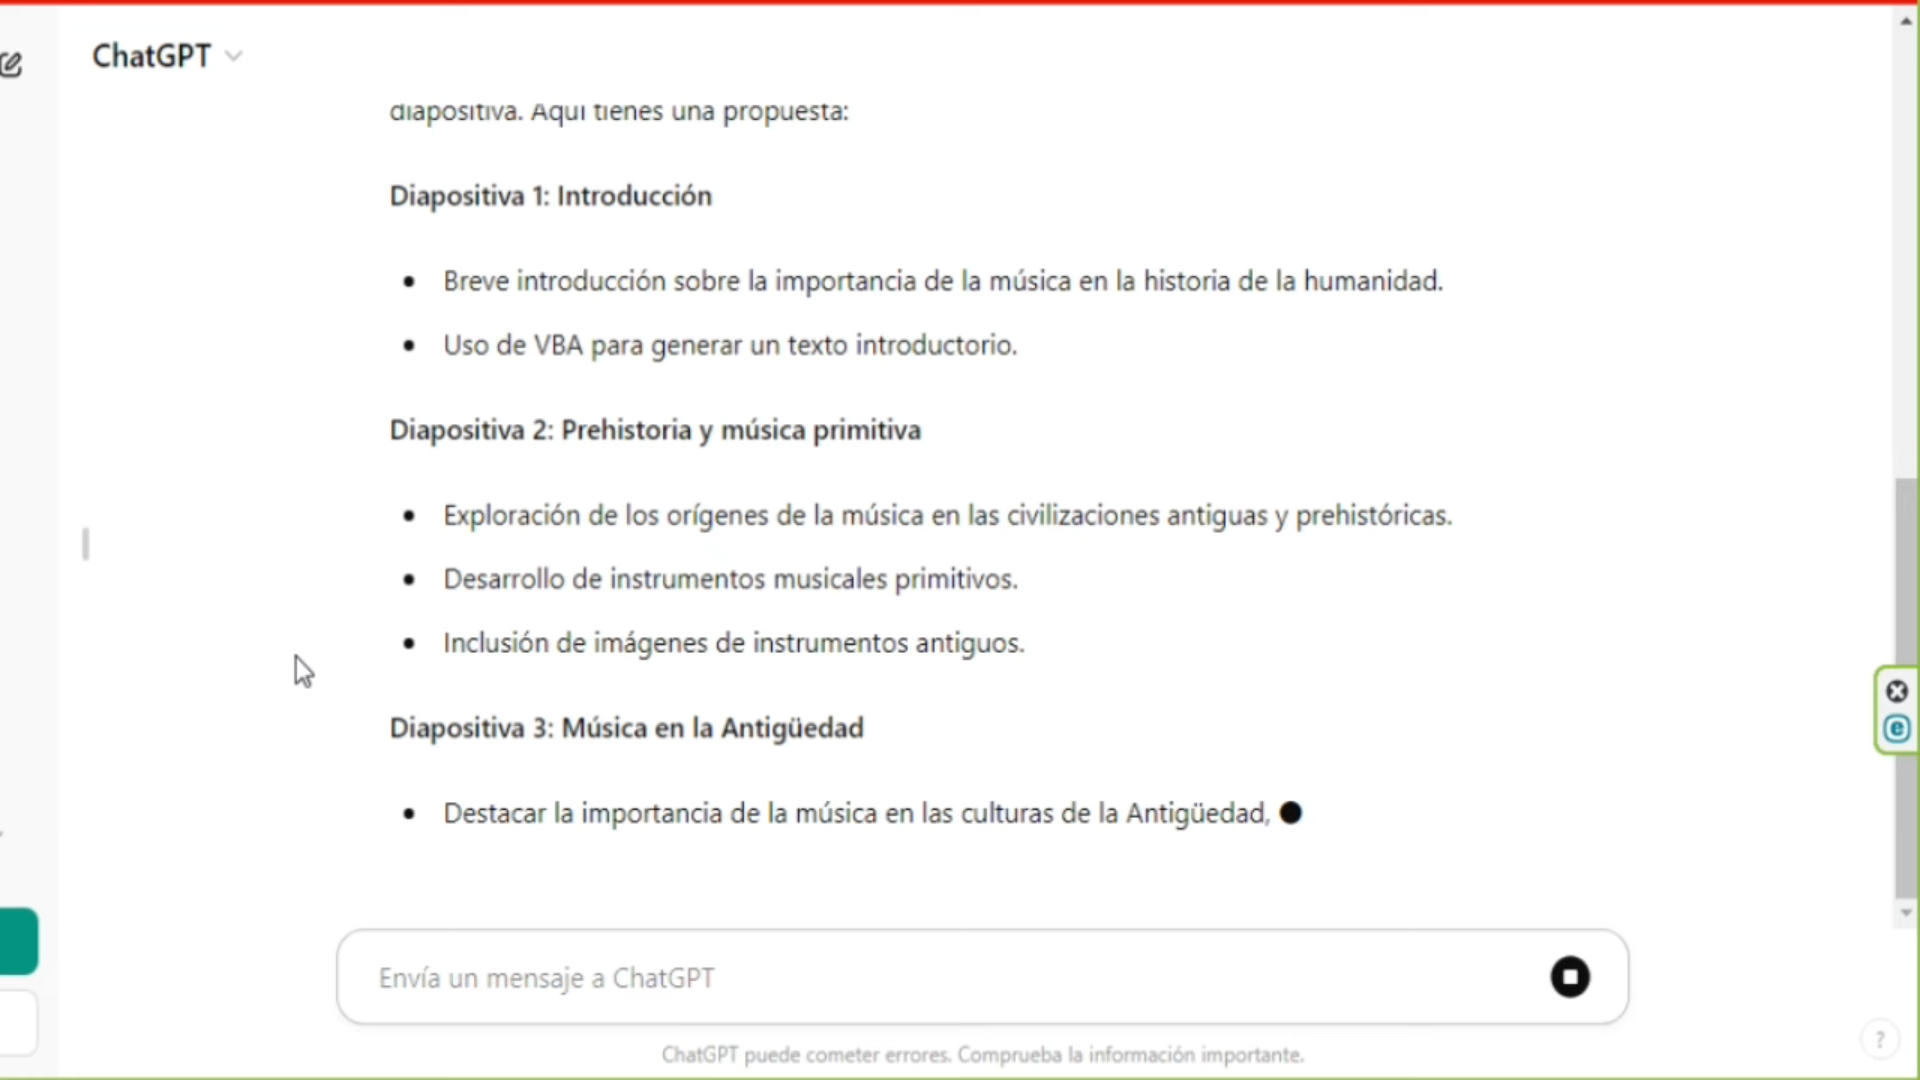 ChatGPT
diapositiva. Aquí tienes una propuesta:
Diapositiva 1: Introducción
Breve introducción sobre la importancia de la música en la historia de la humanidad.
Uso de VBA para generar un texto introductorio.
Diapositiva 2: Prehistoria y música primitiva
Exploración de los orígenes de la música en las civilizaciones antiguas y prehistóricas.
Desarrollo de instrumentos musicales primitivos.
Inclusión de imágenes de instrumentos antiguos.
Diapositiva 3: Música en la Antigüedad
Destacar la importancia de la música en las culturas de la Antigüedad,
Envía un mensaje a ChatGPT
ChatGPT puede cometer errores. Comprueba la información importante.
?